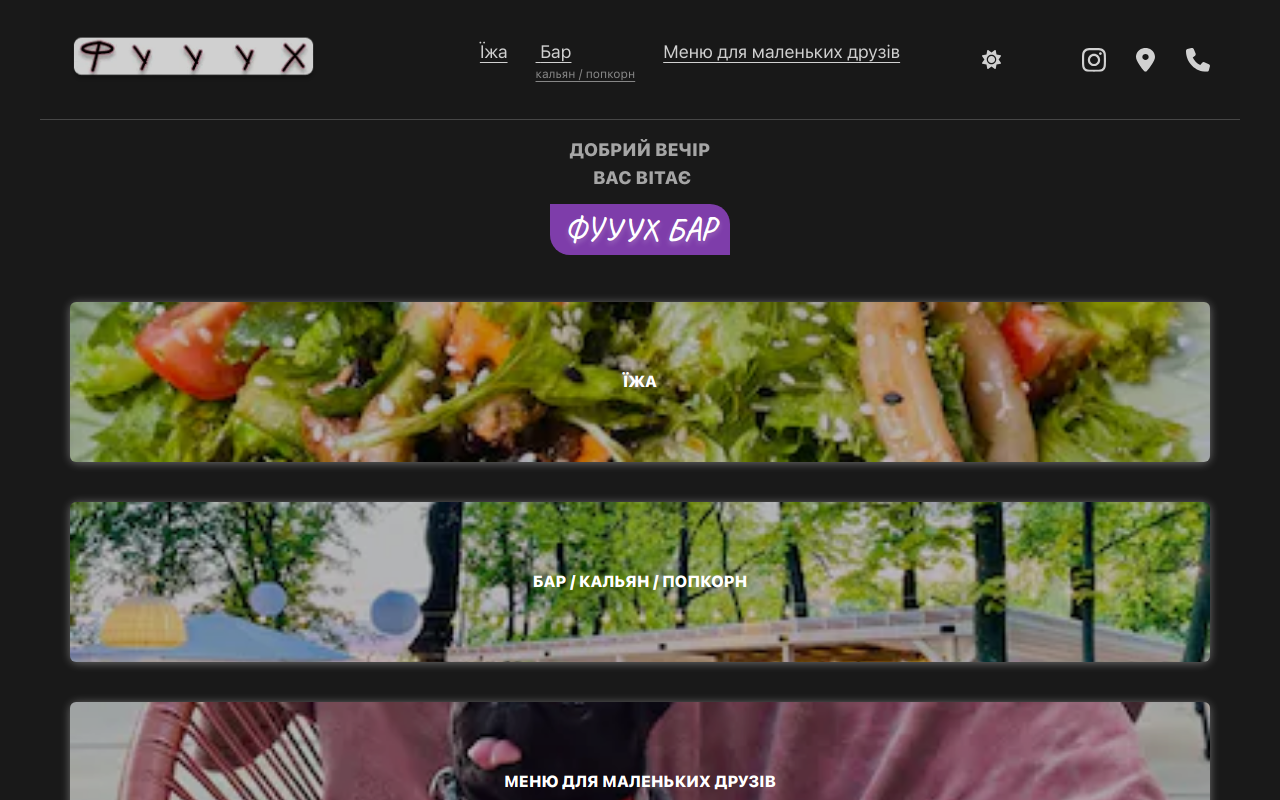 Ф У У У Х
Їжа
Бар
кальян / попкорн
Меню для маленьких друзів
ДОБРИЙ ВЕЧІР
ВАС ВІТАЄ
ФУУУХ БАР
ЇЖА
БАР / КАЛЬЯН / ПОПКОРН
МЕНЮ ДЛЯ МАЛЕНЬКИХ ДРУЗІВ